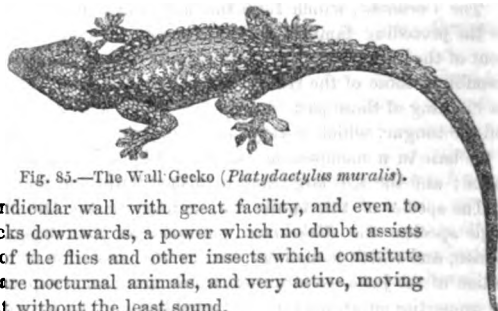 Fig. 85.—The Wall Gecko (Platydactylus muralis).
ndicular wall with great facility, and even to
cks downwards, a power which no doubt assists
of the flies and other insects which constitute
are nocturnal animals, and very active, moving
t without the least sound.